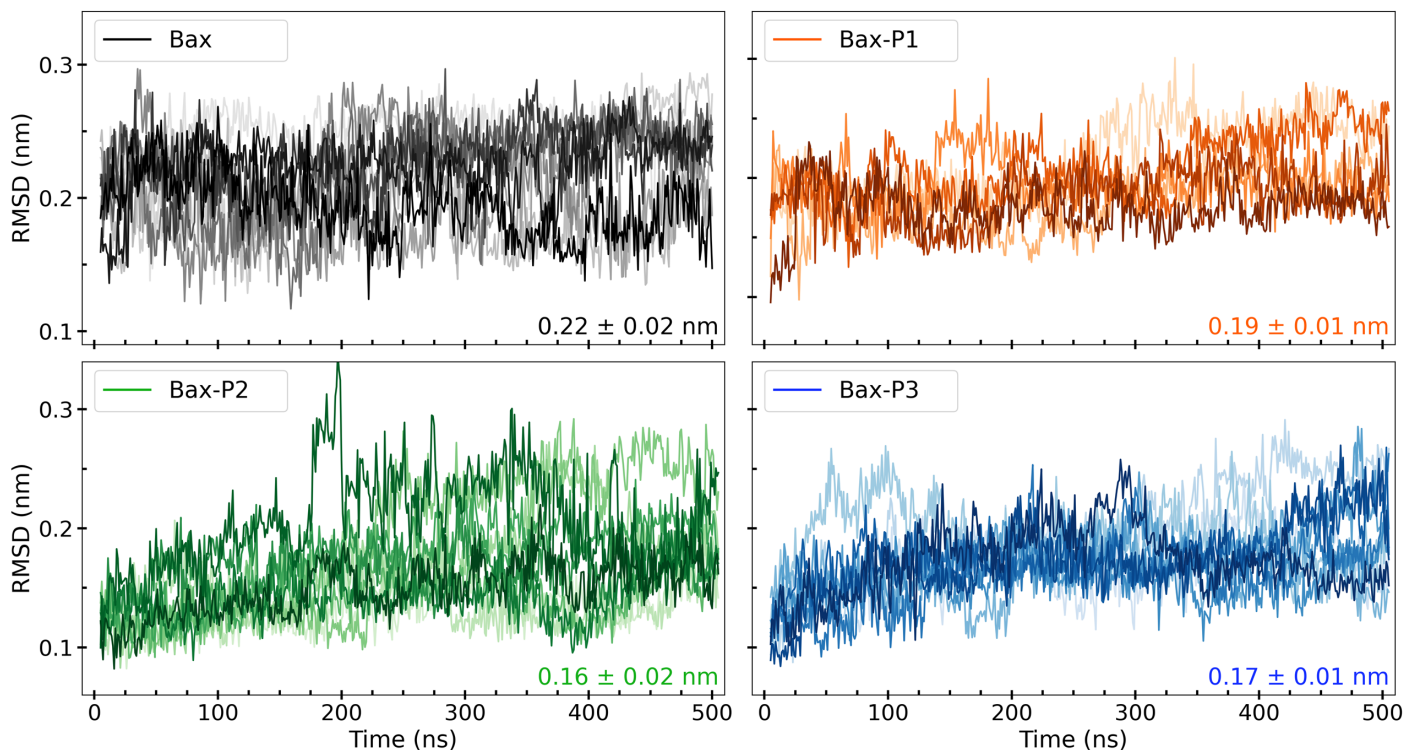 Bax
Bax-P1
0.3
0.2
0.1
RMSD (nm)
0.22 ± 0.02 nm
0.19 ± 0.01 nm
Bax-P2
Bax-P3
0.3
0.2
0.1
RMSD (nm)
0.16 ± 0.02 nm
0.17 ± 0.01 nm
0 100 200 300 400 500
0 100 200 300 400 500
Time (ns)
Time (ns)